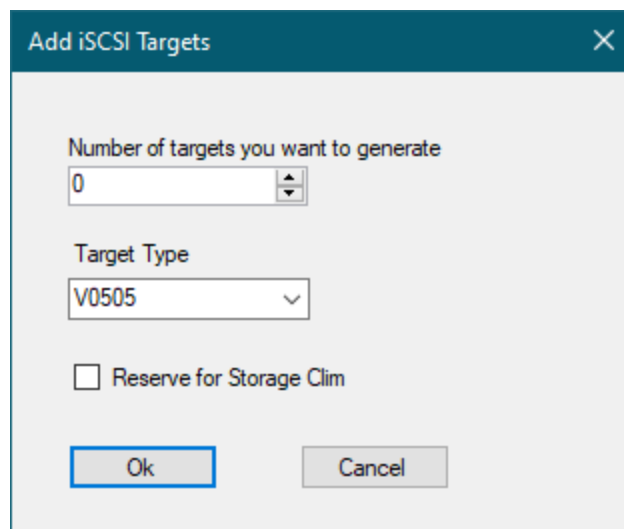 Add iSCSI Targets
Number of targets you want to generate
0
Target Type
V0505
Reserve for Storage Clim
Ok
Cancel